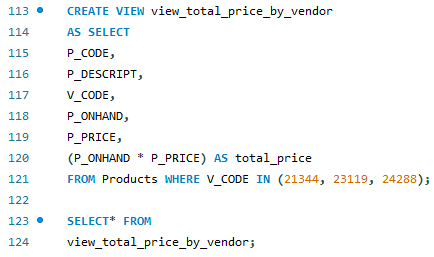 113 CREATE VIEW view_total_price_by_vendor
114 AS SELECT
115 P_CODE,
116 P_DESCRIPT,
117 V_CODE,
118 P_ONHAND,
119 P_PRICE,
120 (P_ONHAND * P_PRICE) AS total_price
121 FROM Products WHERE V_CODE IN (21344, 23119, 24288);
122
123 SELECT* FROM
124 view_total_price_by_vendor;